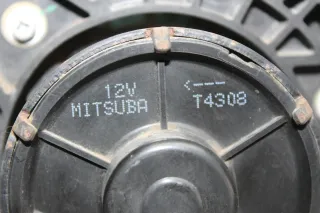 12V
MITSUBA
<---
T4308